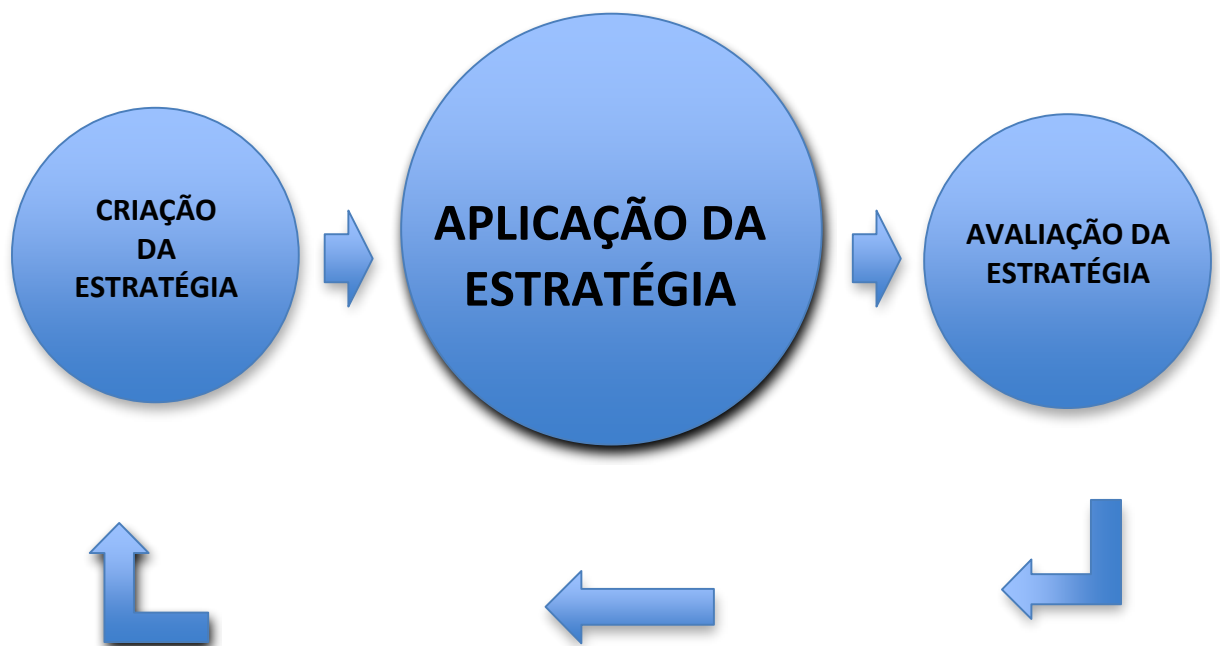 CRIAÇÃO
DA
ESTRATÉGIA
APLICAÇÃO DA
ESTRATÉGIA
AVALIAÇÃO DA
ESTRATÉGIA